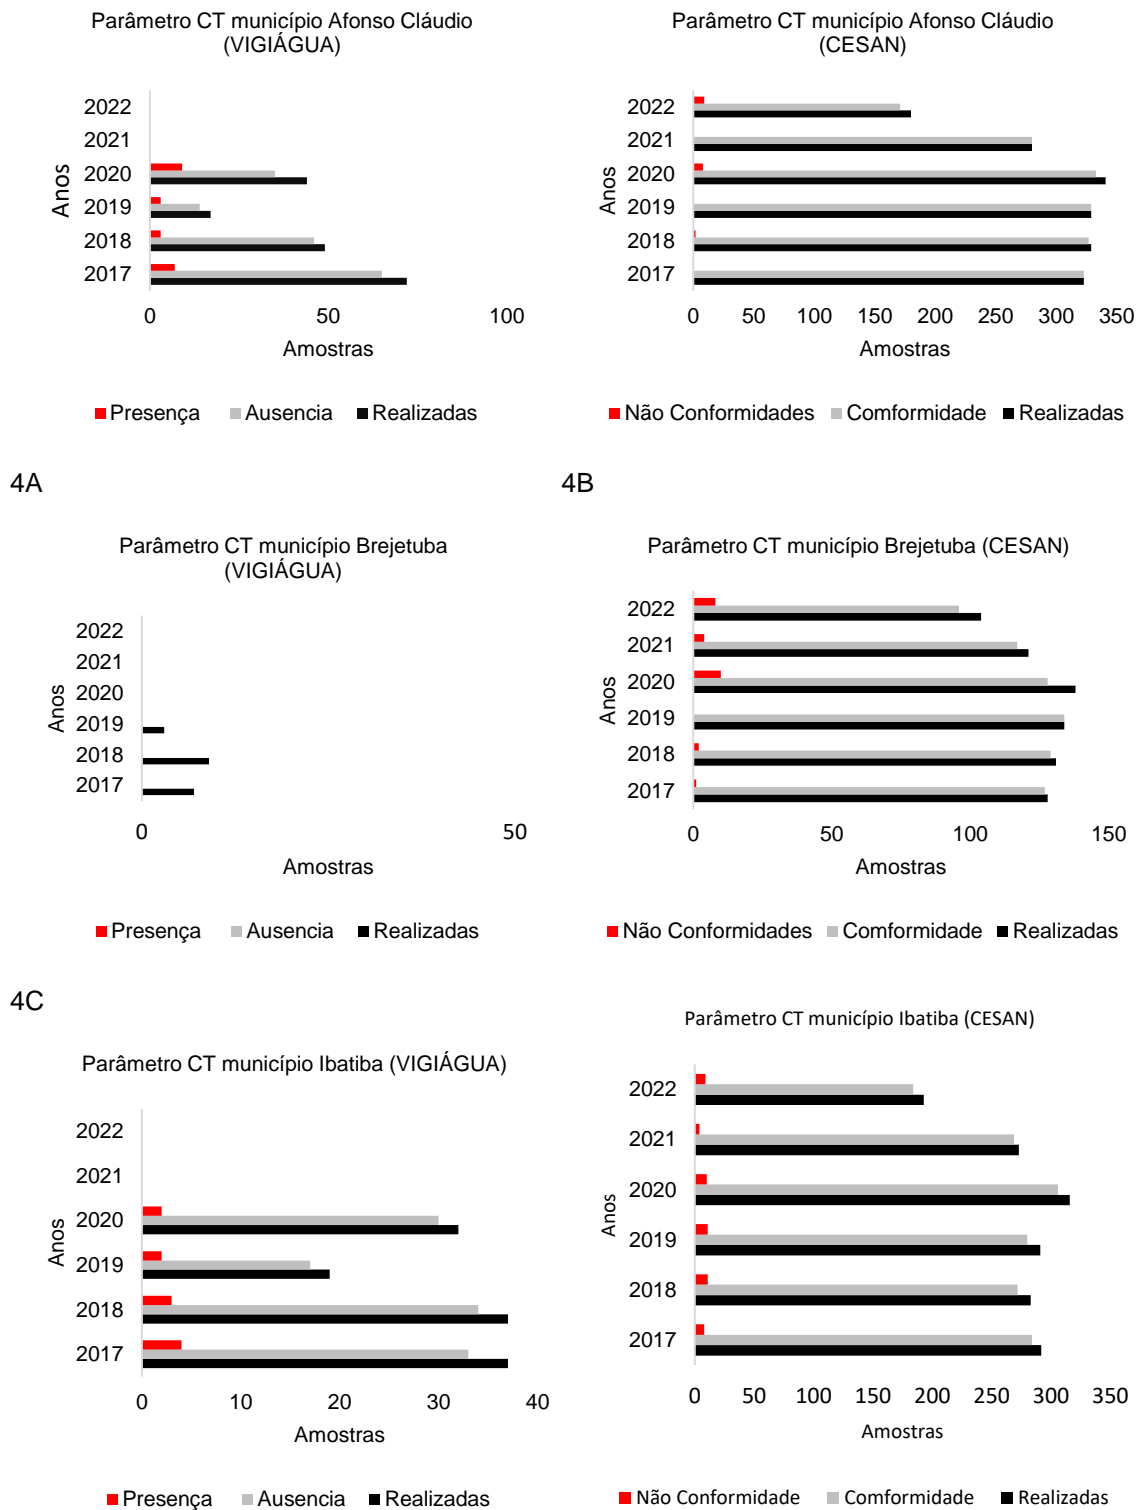 Parâmetro CT município Afonso Cláudio
(VIGIÁGUA)
2022
2021
2020
2019
2018
2017
Anos
0 50 100
Amostras
Presença Ausencia Realizadas
Parâmetro CT município Afonso Cláudio
(CESAN)
2022
2021
2020
2019
2018
2017
Anos
0 50 100 150 200 250 300 350
Amostras
Não Conformidades Comformidade Realizadas
4A
4B
Parâmetro CT município Brejetuba
(VIGIÁGUA)
2022
2021
2020
2019
2018
2017
Anos
0 50
Amostras
Presença Ausencia Realizadas
Parâmetro CT município Brejetuba (CESAN)
2022
2021
2020
2019
2018
2017
Anos
0 50 100 150
Amostras
Não Conformidades Comformidade Realizadas
4C
Parâmetro CT município Ibatiba (VIGIÁGUA)
2022
2021
2020
2019
2018
2017
Anos
0 10 20 30 40
Amostras
Presença Ausencia Realizadas
Parâmetro CT município Ibatiba (CESAN)
2022
2021
2020
2019
2018
2017
Anos
0 50 100 150 200 250 300 350
Amostras
Não Conformidade Comformidade Realizadas